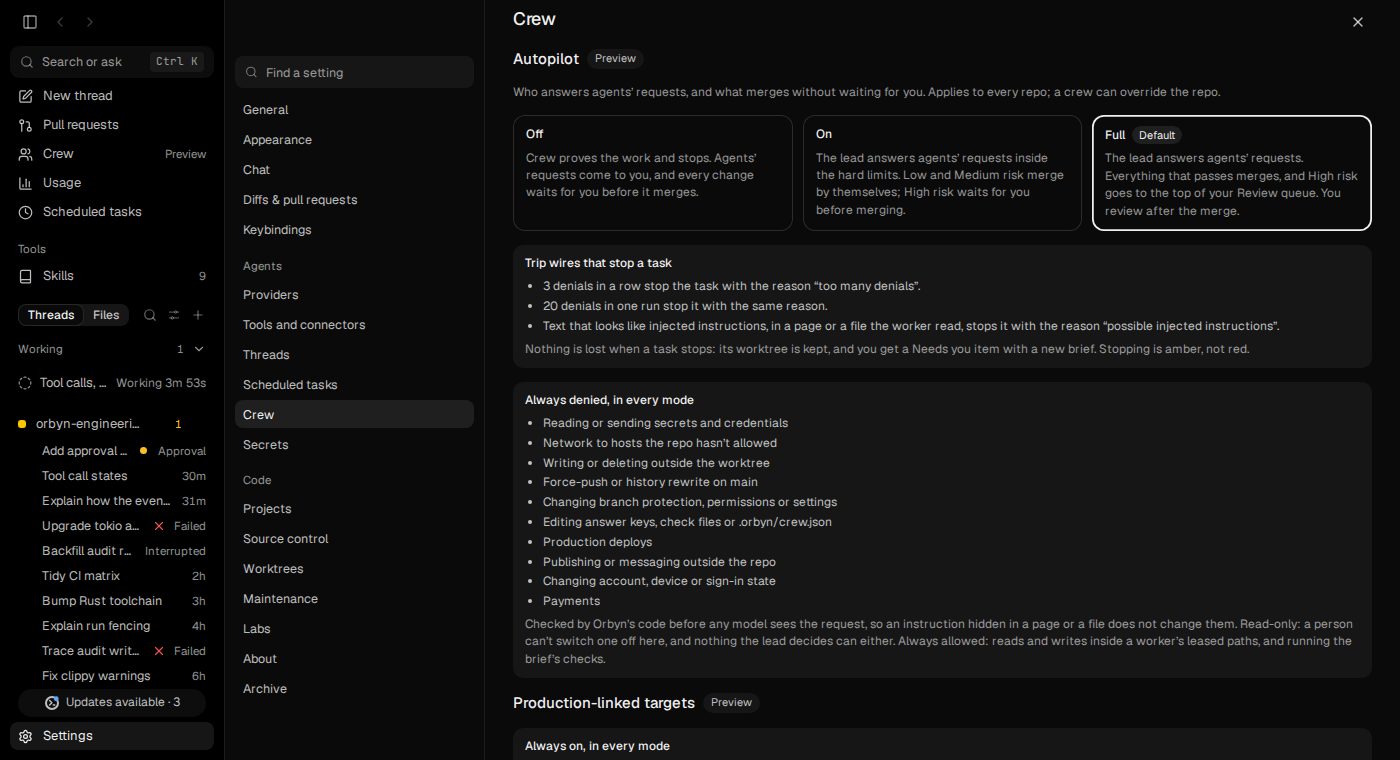 Search or ask
Ctrl K
New thread
Pull requests
Crew
Preview
Usage
Scheduled tasks
Tools
Skills
9
Threads
Files
Working
1
Tool calls, ...
Working 3m 53s
orbyn-engineeri...
1
Add approval ...
Approval
Tool call states
30m
Explain how the even...
31m
Upgrade tokio a...
Failed
Backfill audit r...
Interrupted
Tidy CI matrix
2h
Bump Rust toolchain
3h
Explain run fencing
4h
Trace audit writ...
Failed
Fix clippy warnings
6h
Updates available · 3
Settings
Find a setting
General
Appearance
Chat
Diffs & pull requests
Keybindings
Agents
Providers
Tools and connectors
Threads
Scheduled tasks
Crew
Secrets
Code
Projects
Source control
Worktrees
Maintenance
Labs
About
Archive
Crew
Autopilot
Preview
Who answers agents’ requests, and what merges without waiting for you. Applies to every repo; a crew can override the repo.
Off
Crew proves the work and stops. Agents’
requests come to you, and every change
waits for you before it merges.
On
The lead answers agents’ requests inside
the hard limits. Low and Medium risk merge
by themselves; High risk waits for you
before merging.
Full
Default
The lead answers agents’ requests.
Everything that passes merges, and High risk
goes to the top of your Review queue. You
review after the merge.
Trip wires that stop a task
• 3 denials in a row stop the task with the reason “too many denials”.
• 20 denials in one run stop it with the same reason.
• Text that looks like injected instructions, in a page or a file the worker read, stops it with the reason “possible injected instructions”.
Nothing is lost when a task stops: its worktree is kept, and you get a Needs you item with a new brief. Stopping is amber, not red.
Always denied, in every mode
• Reading or sending secrets and credentials
• Network to hosts the repo hasn’t allowed
• Writing or deleting outside the worktree
• Force-push or history rewrite on main
• Changing branch protection, permissions or settings
• Editing answer keys, check files or .orbyn/crew.json
• Production deploys
• Publishing or messaging outside the repo
• Changing account, device or sign-in state
• Payments
Checked by Orbyn’s code before any model sees the request, so an instruction hidden in a page or a file does not change them. Read-only: a person
can’t switch one off here, and nothing the lead decides can either. Always allowed: reads and writes inside a worker’s leased paths, and running the
brief’s checks.
Production-linked targets
Preview
Always on, in every mode